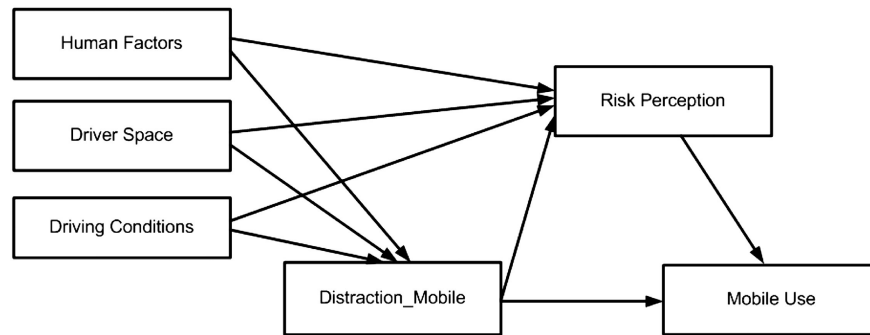 Human Factors
Risk Perception
Driver Space
Driving Conditions
Distraction_Mobile
Mobile Use